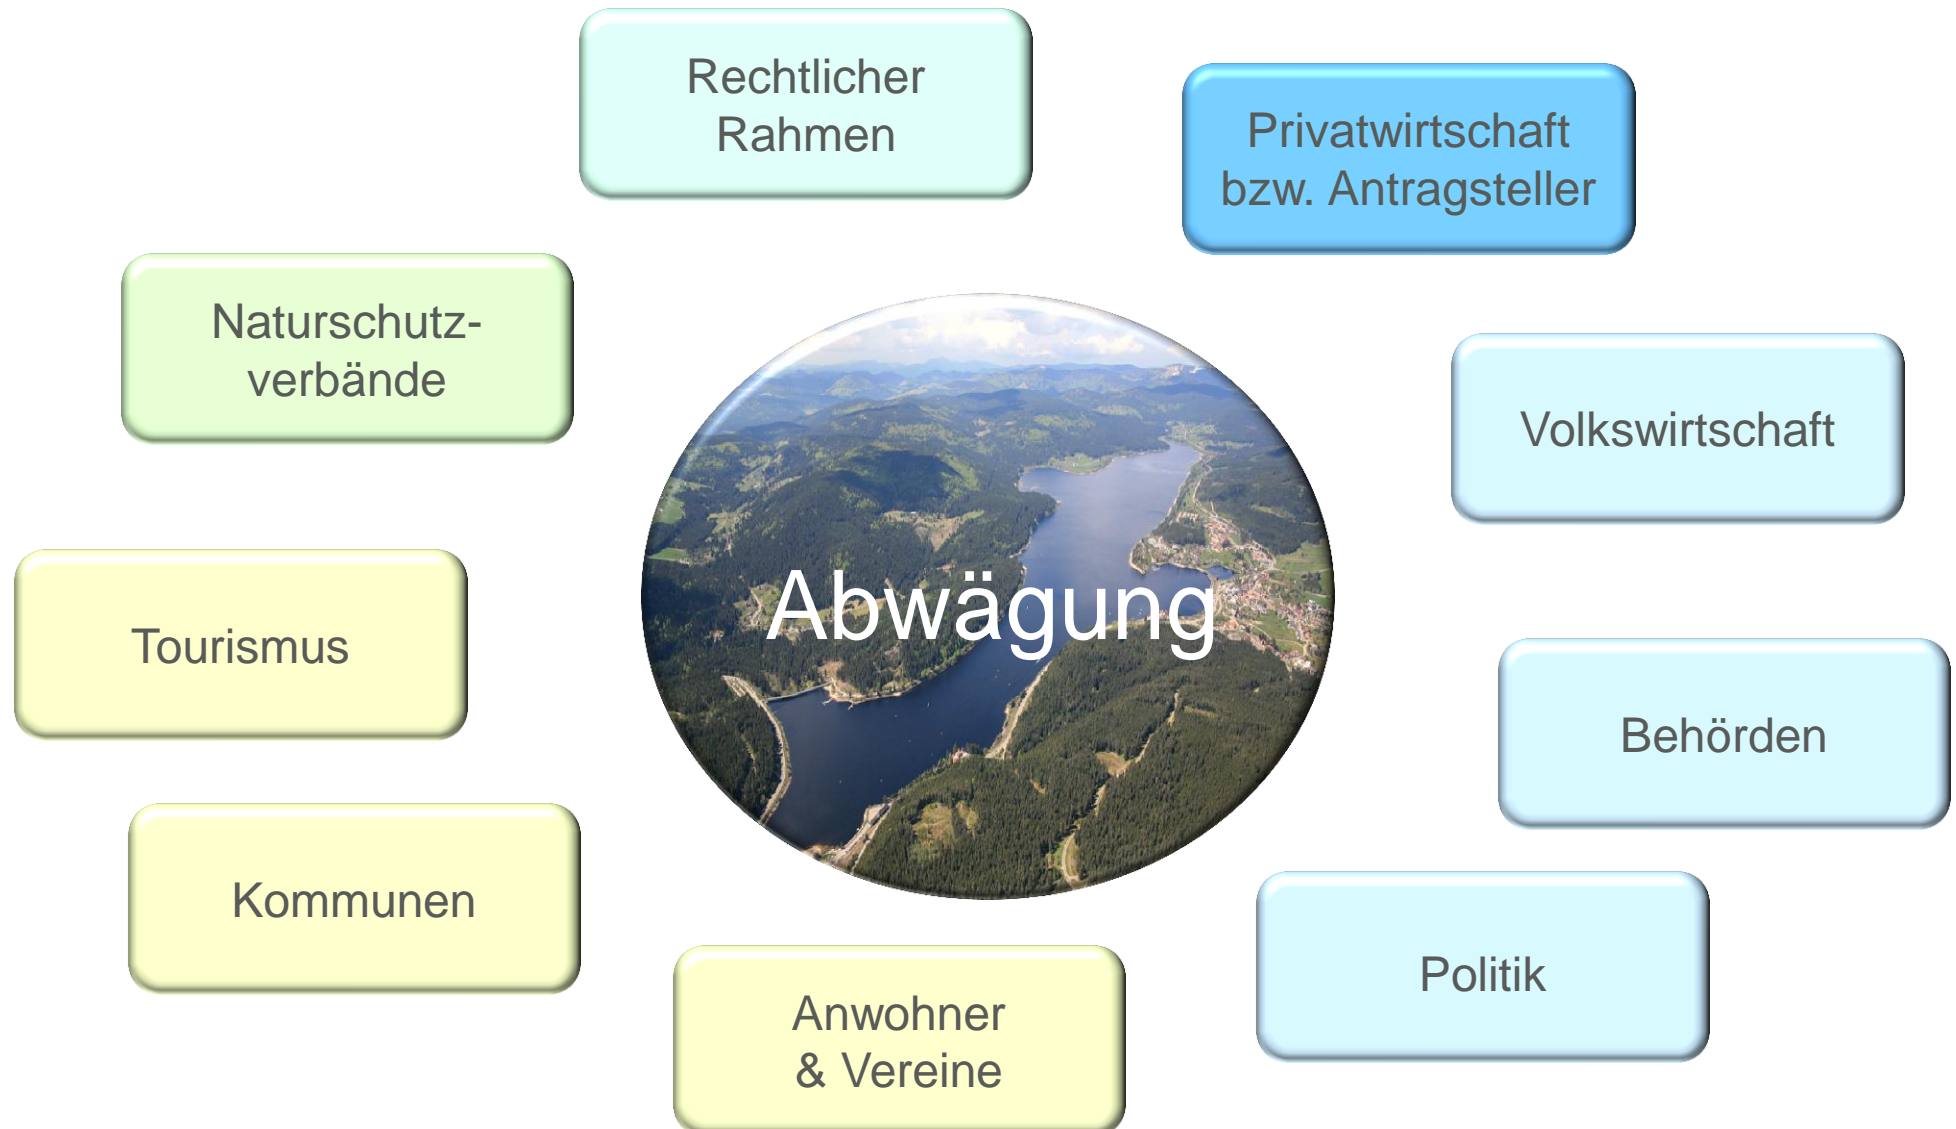 Rechtlicher
Rahmen
Privatwirtschaft
bzw. Antragsteller
Naturschutz-
verbände
Volkswirtschaft
Abwägung
Tourismus
Behörden
Kommunen
Politik
Anwohner
& Vereine